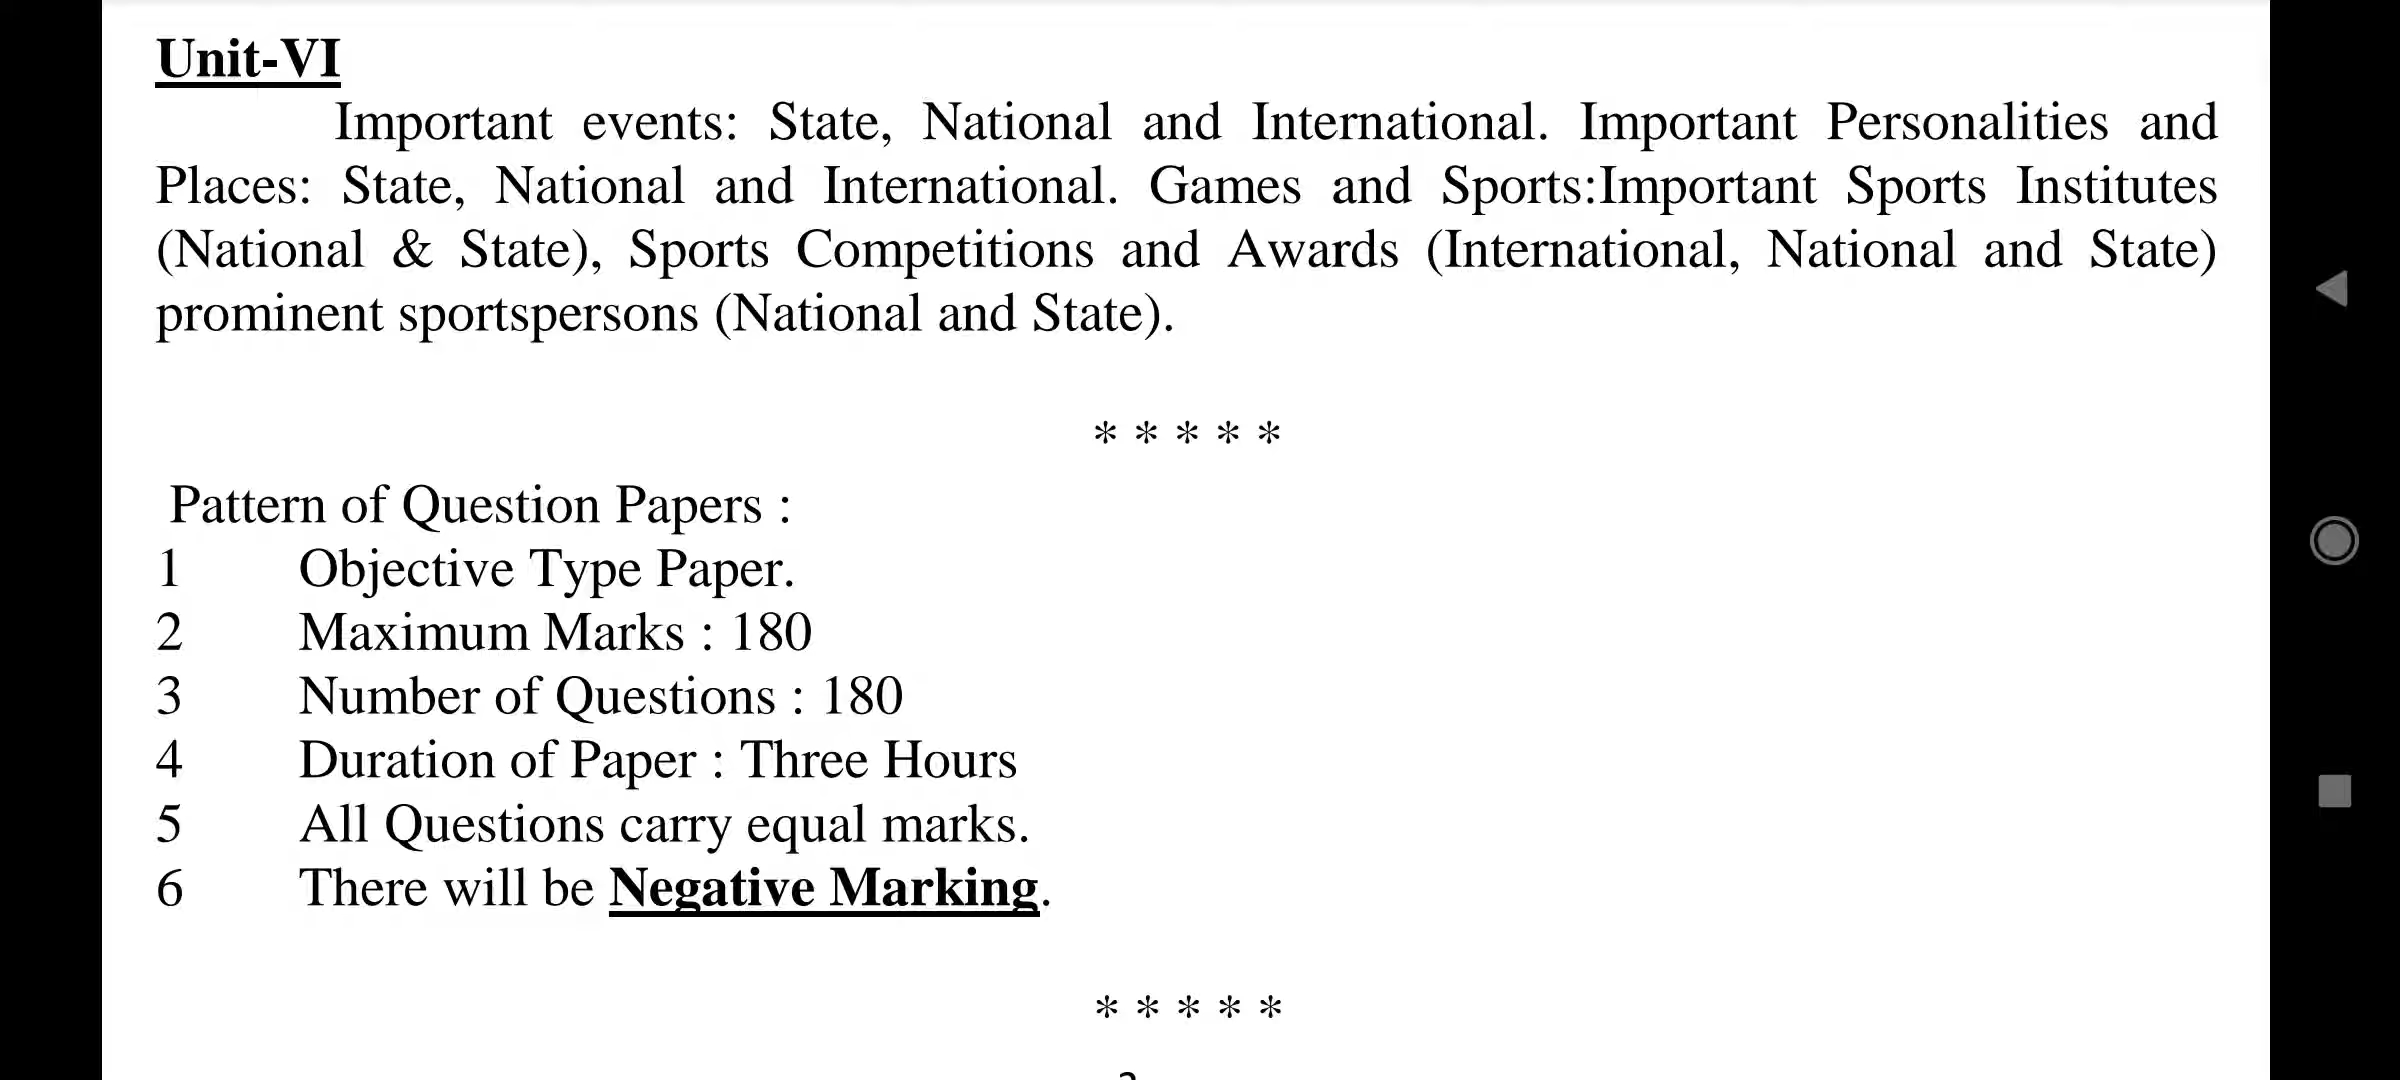 Unit-VI
Important events: State, National and International. Important Personalities and
Places: State, National and International. Games and Sports:Important Sports Institutes
(National & State), Sports Competitions and Awards (International, National and State)
prominent sportspersons (National and State).
* * * * *
Pattern of Question Papers :
1 Objective Type Paper.
2 Maximum Marks : 180
3 Number of Questions : 180
4 Duration of Paper : Three Hours
5 All Questions carry equal marks.
6 There will be Negative Marking.
* * * * *